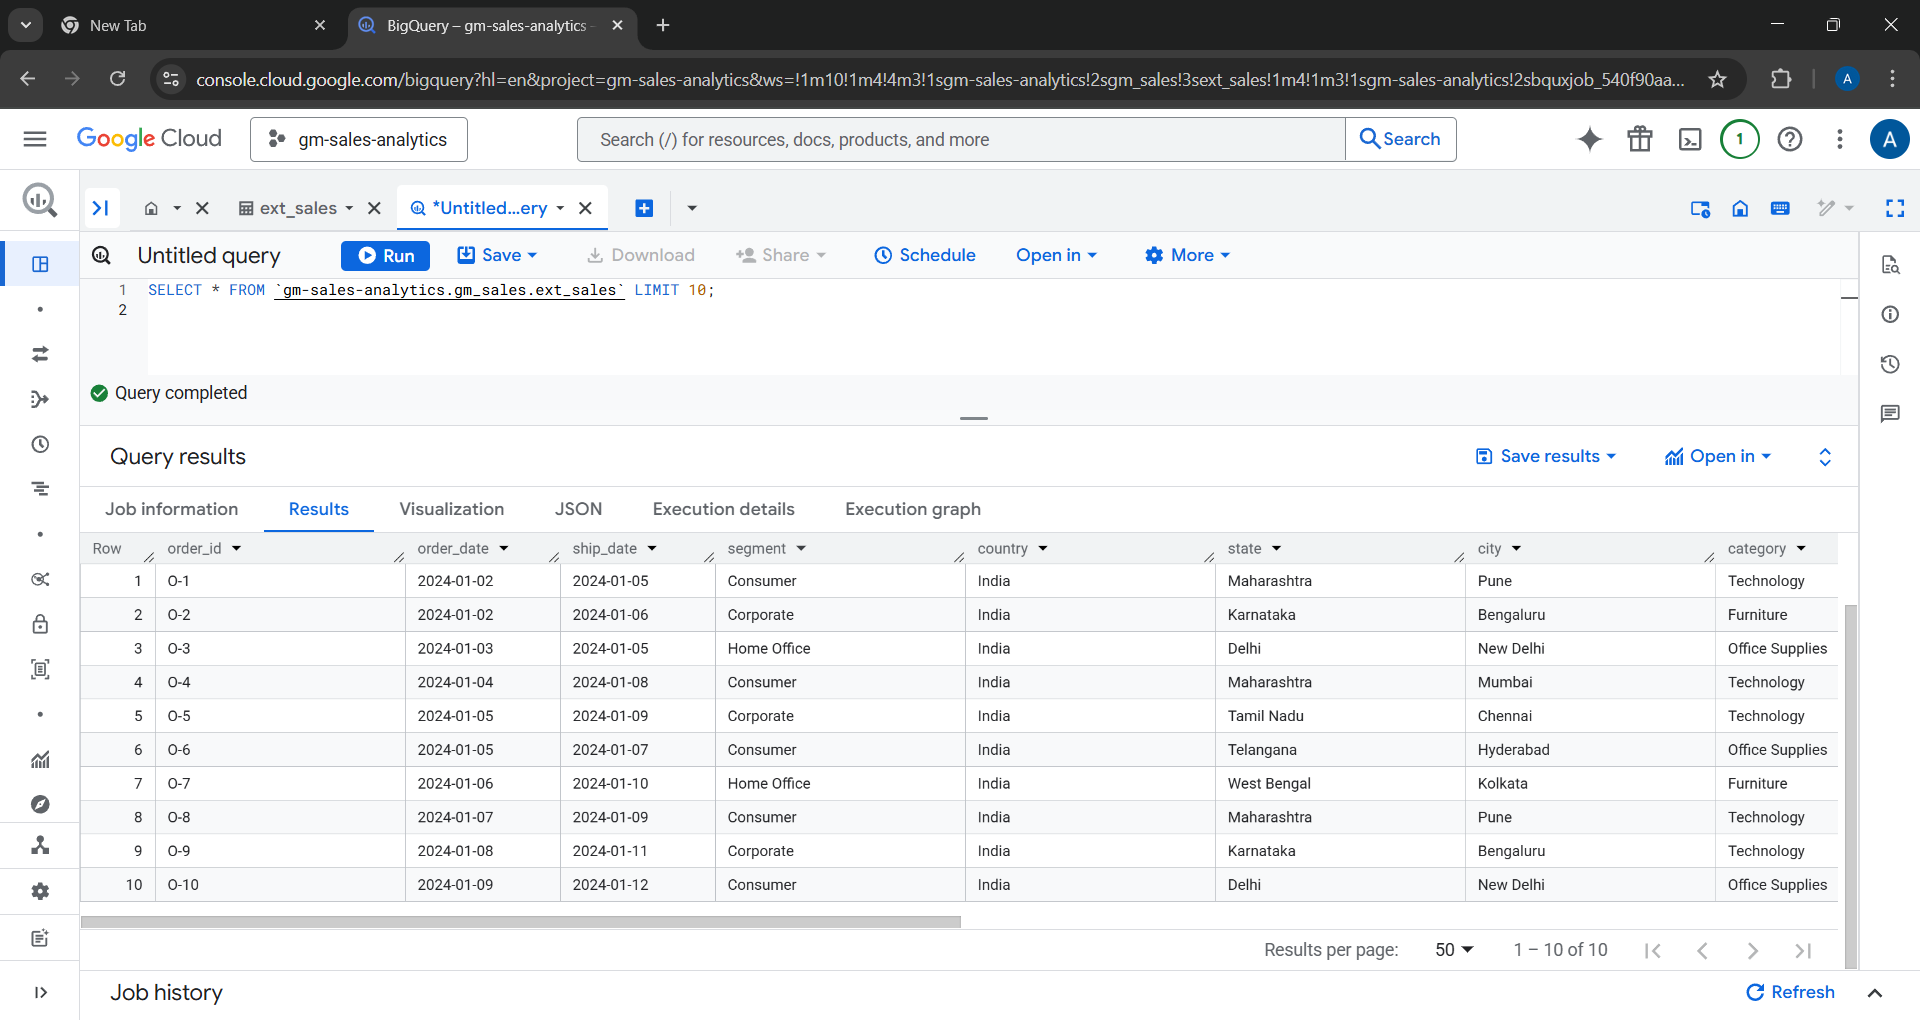 New Tab
BigQuery – gm-sales-analytics -
console.cloud.google.com/bigquery?hl=en&project=gm-sales-analytics&ws=!1m10!1m4!4m3!1sgm-sales-analytics!2sgm_sales!3sext_sales!1m4!1m3!1sgm-sales-analytics!2sbquxjob_540f90aa...
A
Google Cloud
gm-sales-analytics
Search (/) for resources, docs, products, and more
Search
1
A
ext_sales
*Untitled...ery
Untitled query
Run
Save
Download
Share
Schedule
Open in
More
1 SELECT * FROM `gm-sales-analytics.gm_sales.ext_sales` LIMIT 10;
2
Query completed
Query results
Save results
Open in
Job information
Results
Visualization
JSON
Execution details
Execution graph
Row order_id order_date ship_date segment country state city category
1 O-1 2024-01-02 2024-01-05 Consumer India Maharashtra Pune Technology
2 O-2 2024-01-02 2024-01-06 Corporate India Karnataka Bengaluru Furniture
3 O-3 2024-01-03 2024-01-05 Home Office India Delhi New Delhi Office Supplies
4 O-4 2024-01-04 2024-01-08 Consumer India Maharashtra Mumbai Technology
5 O-5 2024-01-05 2024-01-09 Corporate India Tamil Nadu Chennai Technology
6 O-6 2024-01-05 2024-01-07 Consumer India Telangana Hyderabad Office Supplies
7 O-7 2024-01-06 2024-01-10 Home Office India West Bengal Kolkata Furniture
8 O-8 2024-01-07 2024-01-09 Consumer India Maharashtra Pune Technology
9 O-9 2024-01-08 2024-01-11 Corporate India Karnataka Bengaluru Technology
10 O-10 2024-01-09 2024-01-12 Consumer India Delhi New Delhi Office Supplies
Results per page: 50 1 – 10 of 10
Job history
Refresh